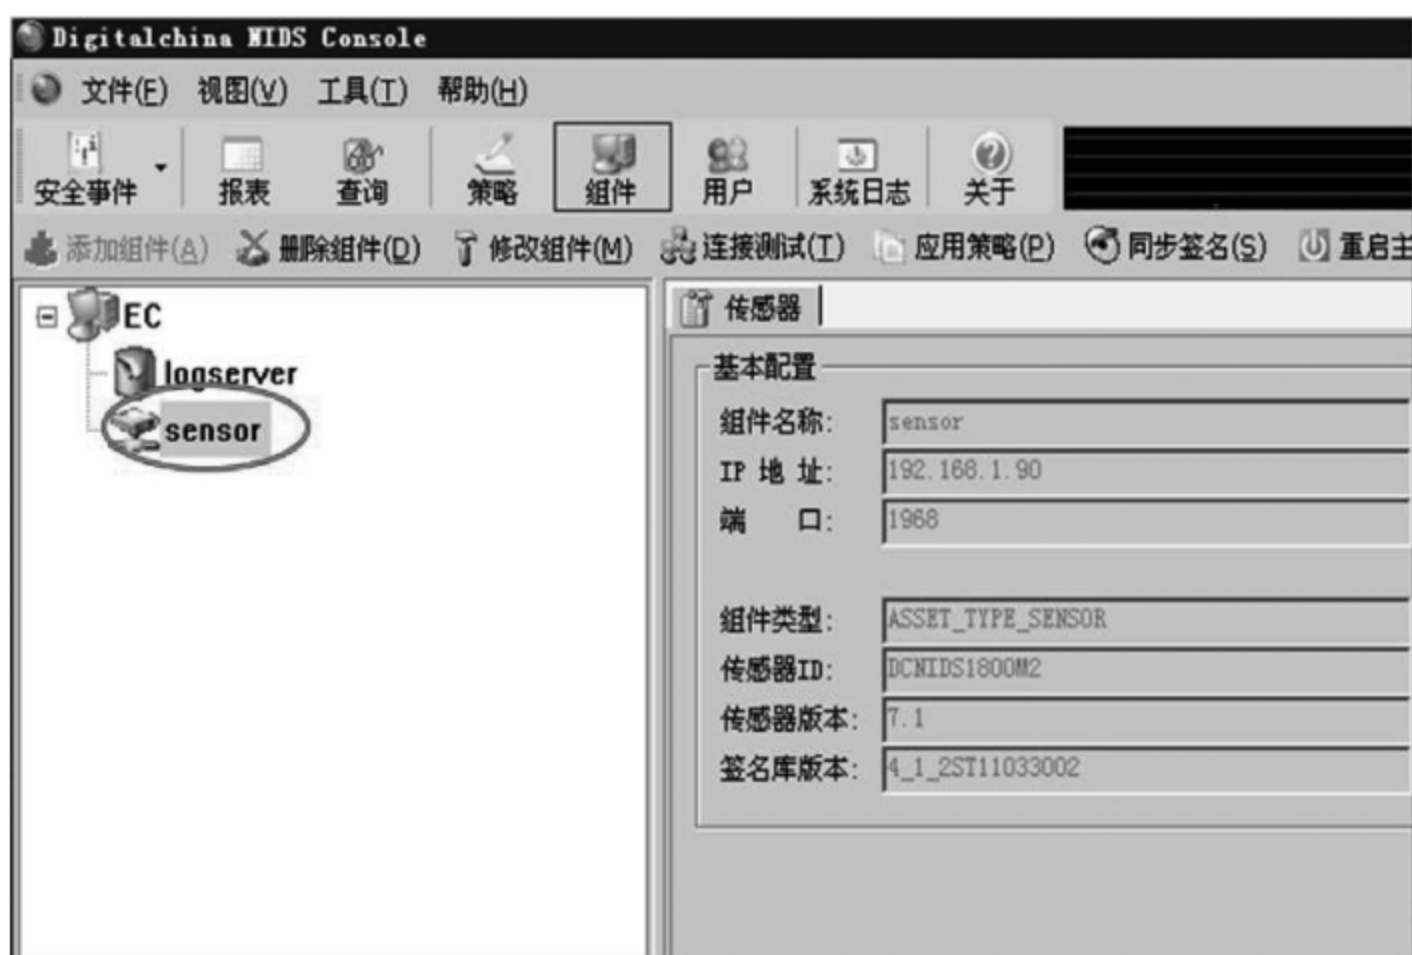 Digitalchina NIDS Console
文件(F) 视图(V) 工具(T) 帮助(H)
安全事件 报表 查询 策略 组件 用户 系统日志 关于
添加组件(A) 删除组件(D) 修改组件(M) 连接测试(T) 应用策略(P) 同步签名(S) 重启主
EC
logserver
sensor
传感器
基本配置
组件名称: sensor
IP 地 址: 192.168.1.90
端 口: 1968
组件类型: ASSET_TYPE_SENSOR
传感器ID: DCNIDS1800M2
传感器版本: 7.1
签名库版本: 4_1_2ST11033002